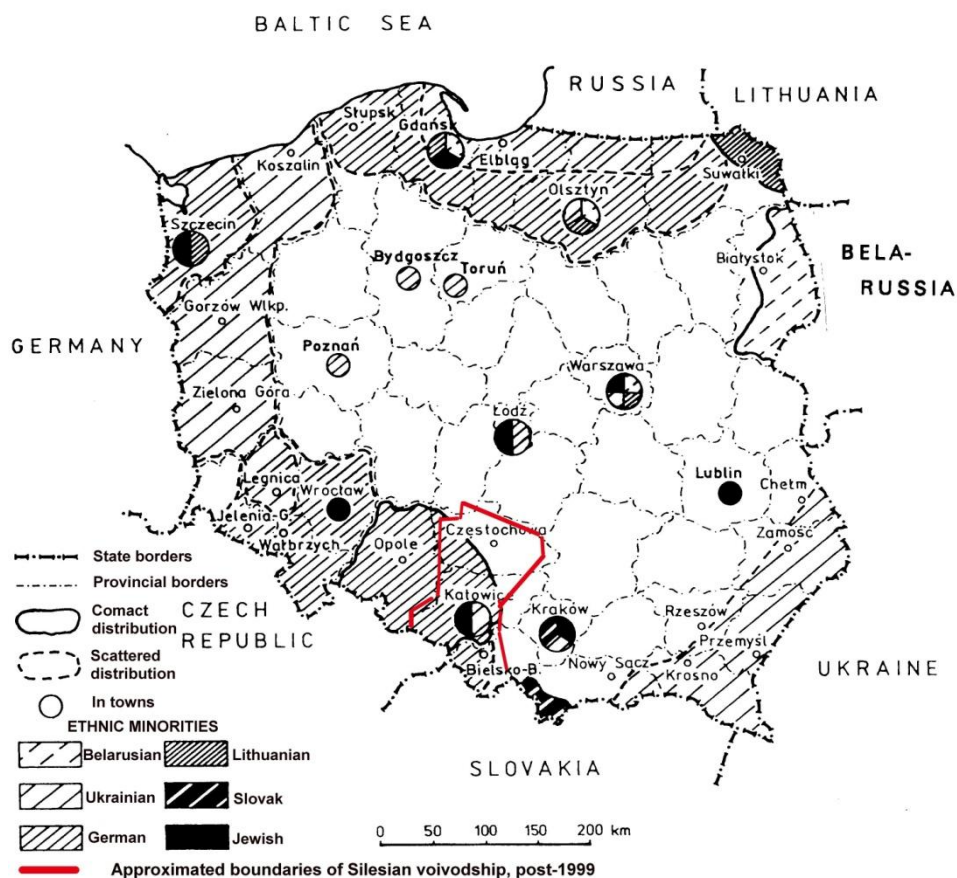 BALTIC SEA
RUSSIA
LITHUANIA
Słupsk
Gdańsk
Koszalin
Elbląg
Suwałki
Olsztyn
Szczecin
Bydgoszcz
Toruń
Białystok
BELA-
RUSSIA
Gorzów Wlkp.
GERMANY
Poznań
Warszawa
Zielona Góra
Łódź
Lublin
Chełm
Legnica
Wrocław
Jelenia G.
Wałbrzych
Opole
Częstochowa
Zamość
State borders
Provincial borders
Katowic
Kraków
Rzeszów
Comact
distribution
CZECH
REPUBLIC
Przemyśl
Bielsko-B.
Nowy Sącz
Krosno
UKRAINE
Scattered
distribution
In towns
SLOVAKIA
ETHNIC MINORITIES
Belarusian
Lithuanian
Ukrainian
Slovak
German
Jewish
0 50 100 200 km
Approximated boundaries of Silesian voivodship, post-1999